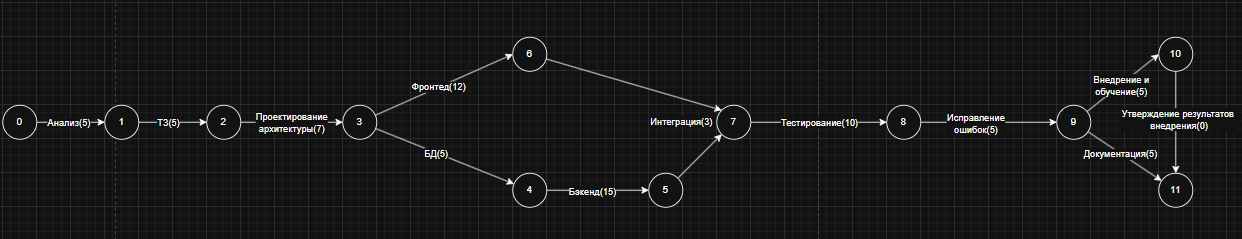 0
Анализ(5)
1
ТЗ(5)
2
Проектирование
архитектуры(7)
3
Фронтед(12)
6
БД(5)
4
Бэкенд(15)
5
Интеграция(3)
7
Тестирование(10)
8
Исправление
ошибок(5)
9
Внедрение и
обучение(5)
10
Утверждение результатов
внедрения(0)
Документация(5)
11